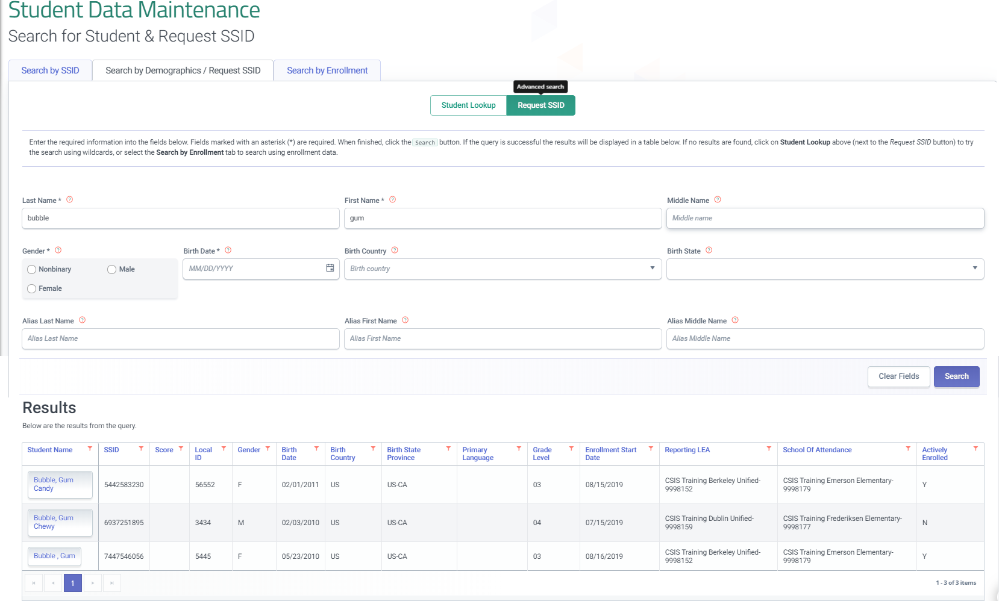 Student Data Maintenance
Search for Student & Request SSID
Search by SSID
Search by Demographics / Request SSID
Search by Enrollment
Advanced search
Student Lookup
Request SSID
Enter the required information into the fields below. Fields marked with an asterisk (*) are required. When finished, click the Search button. If the query is successful the results will be displayed in a table below. If no results are found, click on Student Lookup above (next to the Request SSID button) to try
the search using wildcards, or select the Search by Enrollment tab to search using enrollment data.
Last Name *
First Name *
Middle Name
bubble
gum
Middle name
Gender *
Birth Date *
Birth Country
Birth State
Nonbinary
Male
MM/DD/YYYY
Birth country
Female
Alias Last Name
Alias First Name
Alias Middle Name
Alias Last Name
Alias First Name
Alias Middle Name
Clear Fields
Search
Results
Below are the results from the query.
Student Name SSID Score Local ID Gender Birth Date Birth Country Birth State Province Primary Language Grade Level Enrollment Start Date Reporting LEA School Of Attendance Actively Enrolled
Bubble, Gum Candy 5442583230 56552 F 02/01/2011 US US-CA 03 08/15/2019 CSIS Training Berkeley Unified-9998152 CSIS Training Emerson Elementary-9998179 Y
Bubble, Gum Chewy 6937251895 3434 M 02/03/2010 US US-CA 04 07/15/2019 CSIS Training Dublin Unified-9998159 CSIS Training Frederiksen Elementary-9998177 N
Bubble , Gum 7447546056 5445 F 05/23/2010 US US-CA 03 08/16/2019 CSIS Training Berkeley Unified-9998152 CSIS Training Emerson Elementary-9998179 Y
1
1 - 3 of 3 items